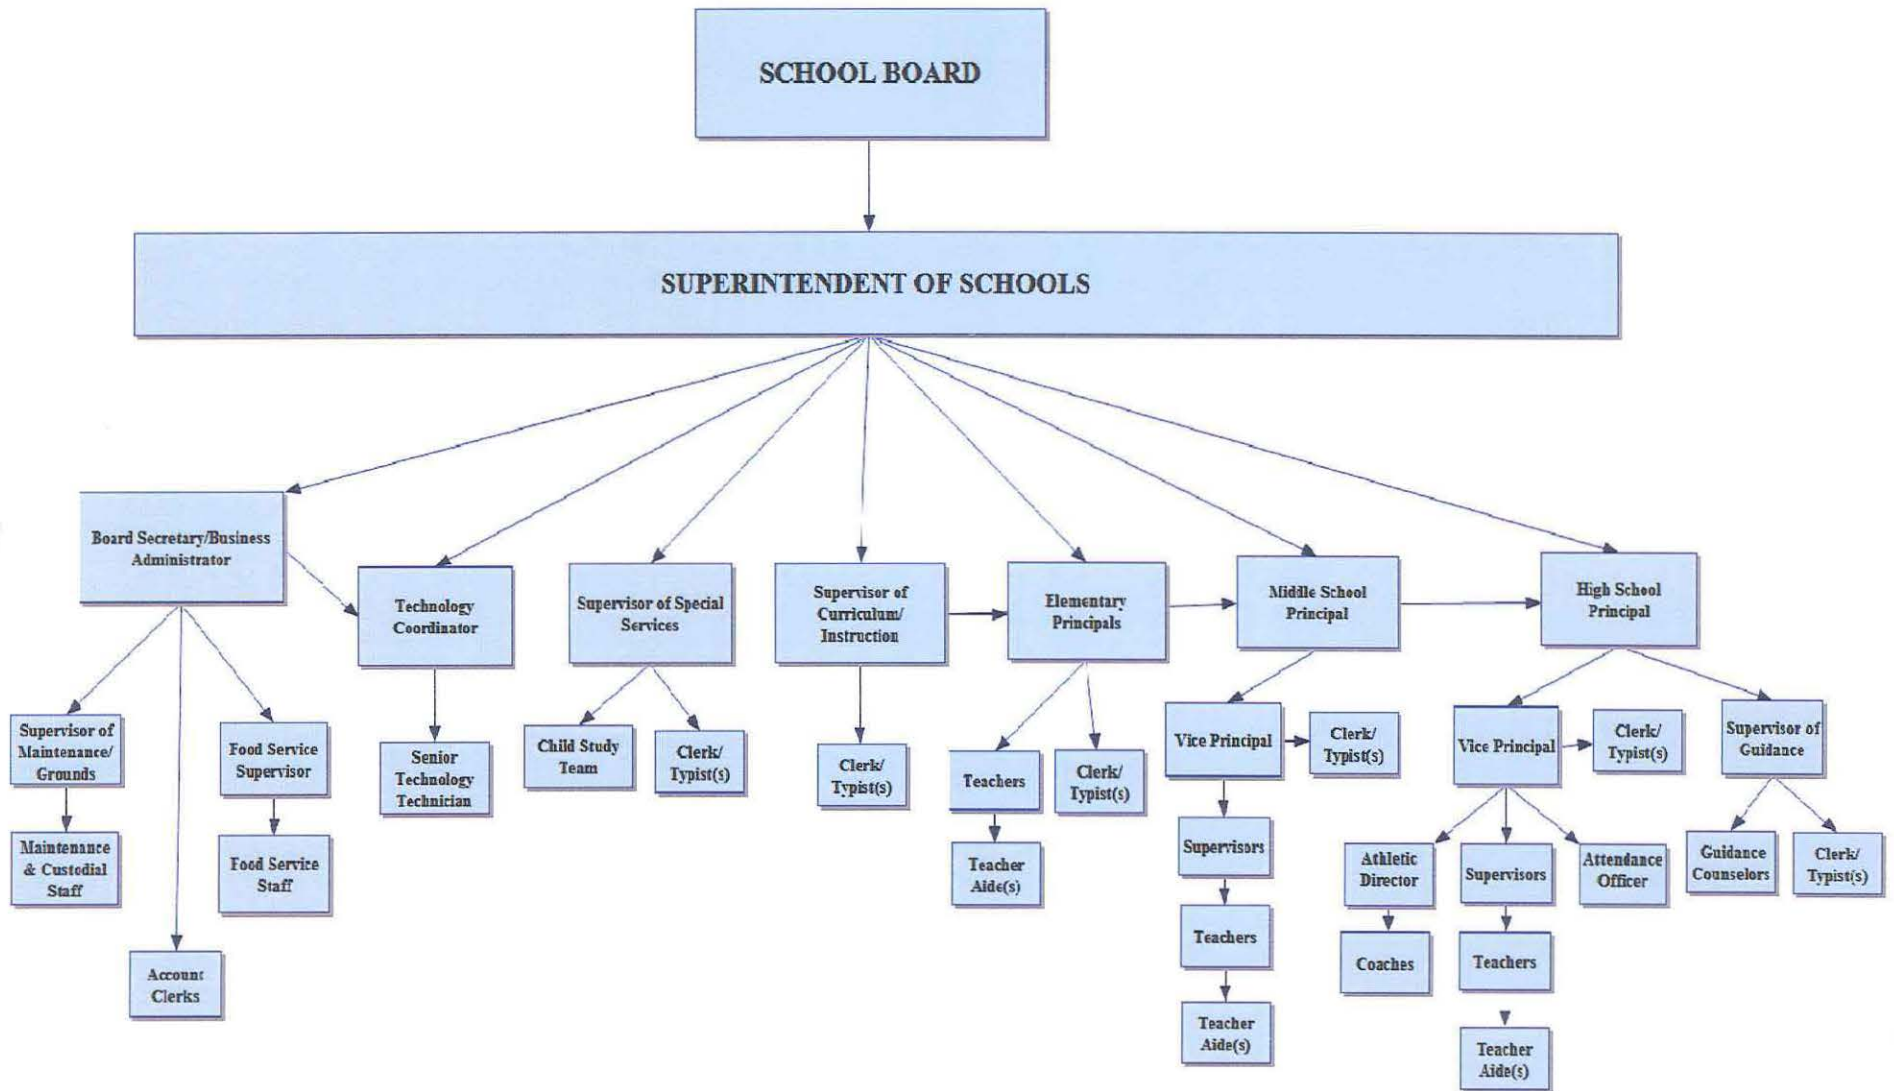 SCHOOL BOARD
SUPERINTENDENT OF SCHOOLS
Board Secretary/Business
Administrator
Technology
Coordinator
Supervisor of Special
Services
Supervisor of
Curriculum/
Instruction
Elementary
Principals
Middle School
Principal
High School
Principal
Supervisor of
Maintenance/
Grounds
Food Service
Supervisor
Senior
Technology
Technician
Child Study
Team
Clerk/
Typist(s)
Clerk/
Typist(s)
Teachers
Clerk/
Typist(s)
Vice Principal
Clerk/
Typist(s)
Vice Principal
Clerk/
Typist(s)
Supervisor of
Guidance
Maintenance
& Custodial
Staff
Food Service
Staff
Teacher
Aide(s)
Supervisors
Athletic
Director
Supervisors
Attendance
Officer
Guidance
Counselors
Clerk/
Typist(s)
Account
Clerks
Teachers
Coaches
Teachers
Teacher
Aide(s)
Teacher
Aide(s)